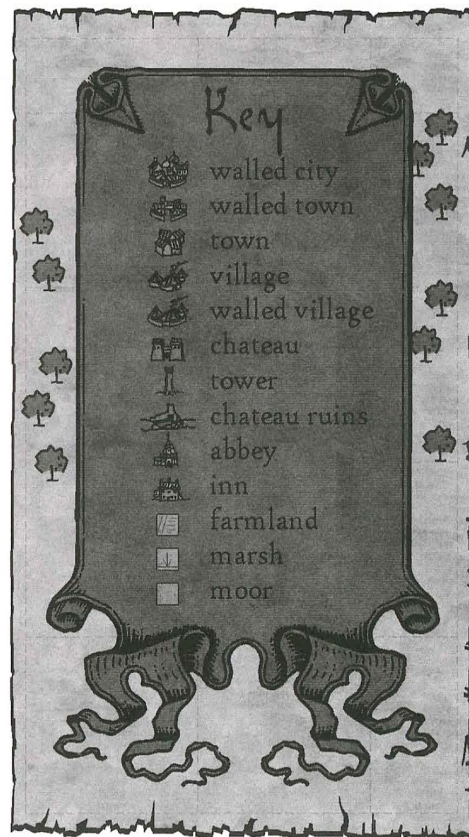 Key
walled city
walled town
town
village
walled village
chateau
tower
chateau ruins
abbey
inn
farmland
marsh
moor